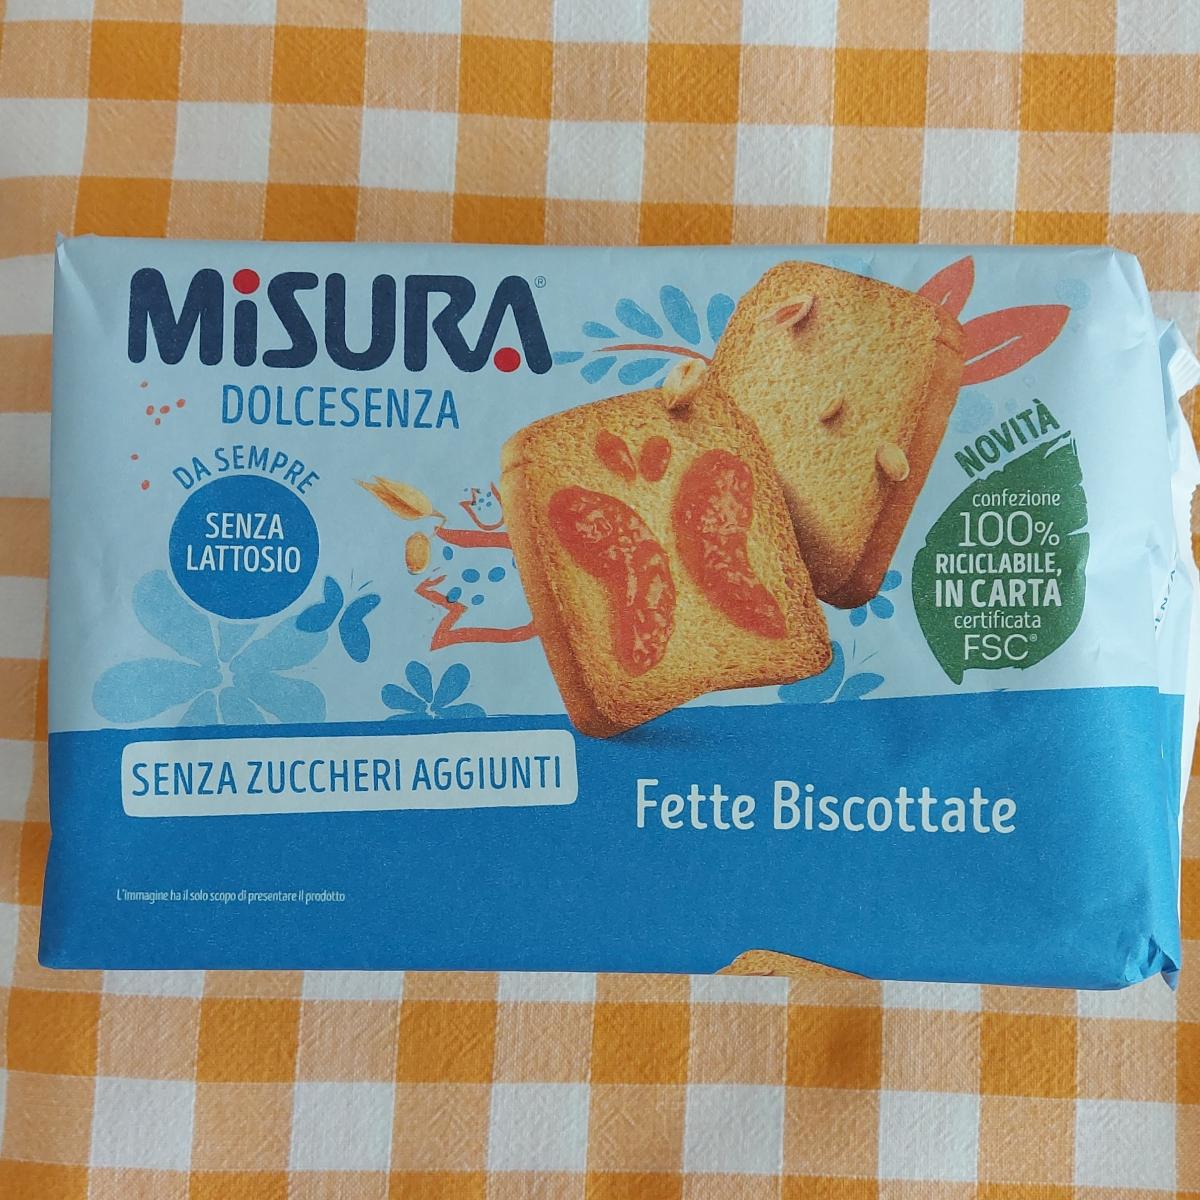 MiSURA®
DOLCESENZA
DA SEMPRE
SENZA
LATTOSIO
NOVITÀ
confezione
100%
RICICLABILE,
IN CARTA
certificata
FSC®
SENZA ZUCCHERI AGGIUNTI
Fette Biscottate
L'immagine ha il solo scopo di presentare il prodotto